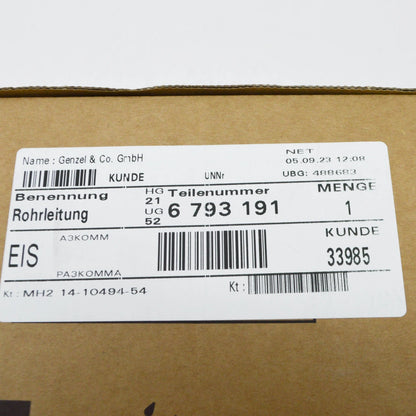 NET
Name : Genzel & Co. GmbH
05.09.23 12:08
KUNDE
UNNr
UBG: 488683
Benennung
HG
21
Teilenummer
MENGE
Rohrleitung
UG
52
6 793 191
1
A3KOMM
KUNDE
EIS
33985
PA3KOMMA
Kt : MH2 14-10494-54
Kt :